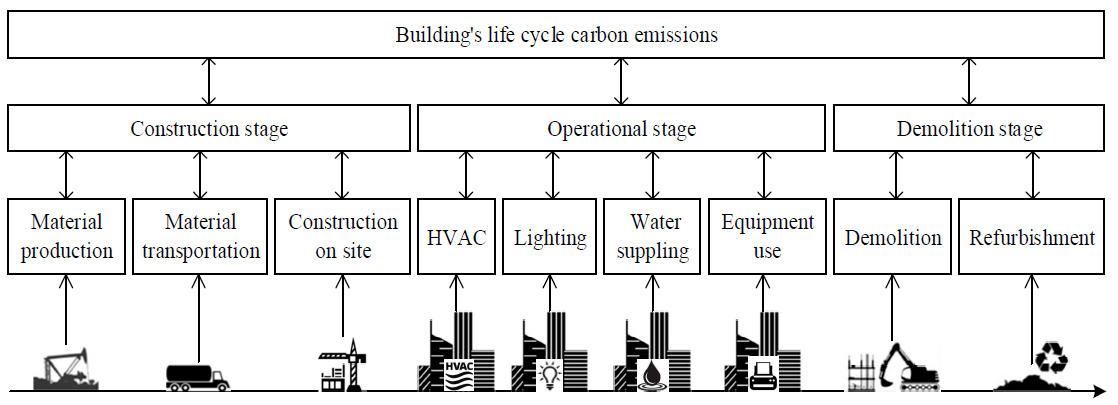 Building's life cycle carbon emissions
Construction stage
Operational stage
Demolition stage
Material
production
Material
transportation
Construction
on site
HVAC
Lighting
Water
suppling
Equipment
use
Demolition
Refurbishment
HVAC